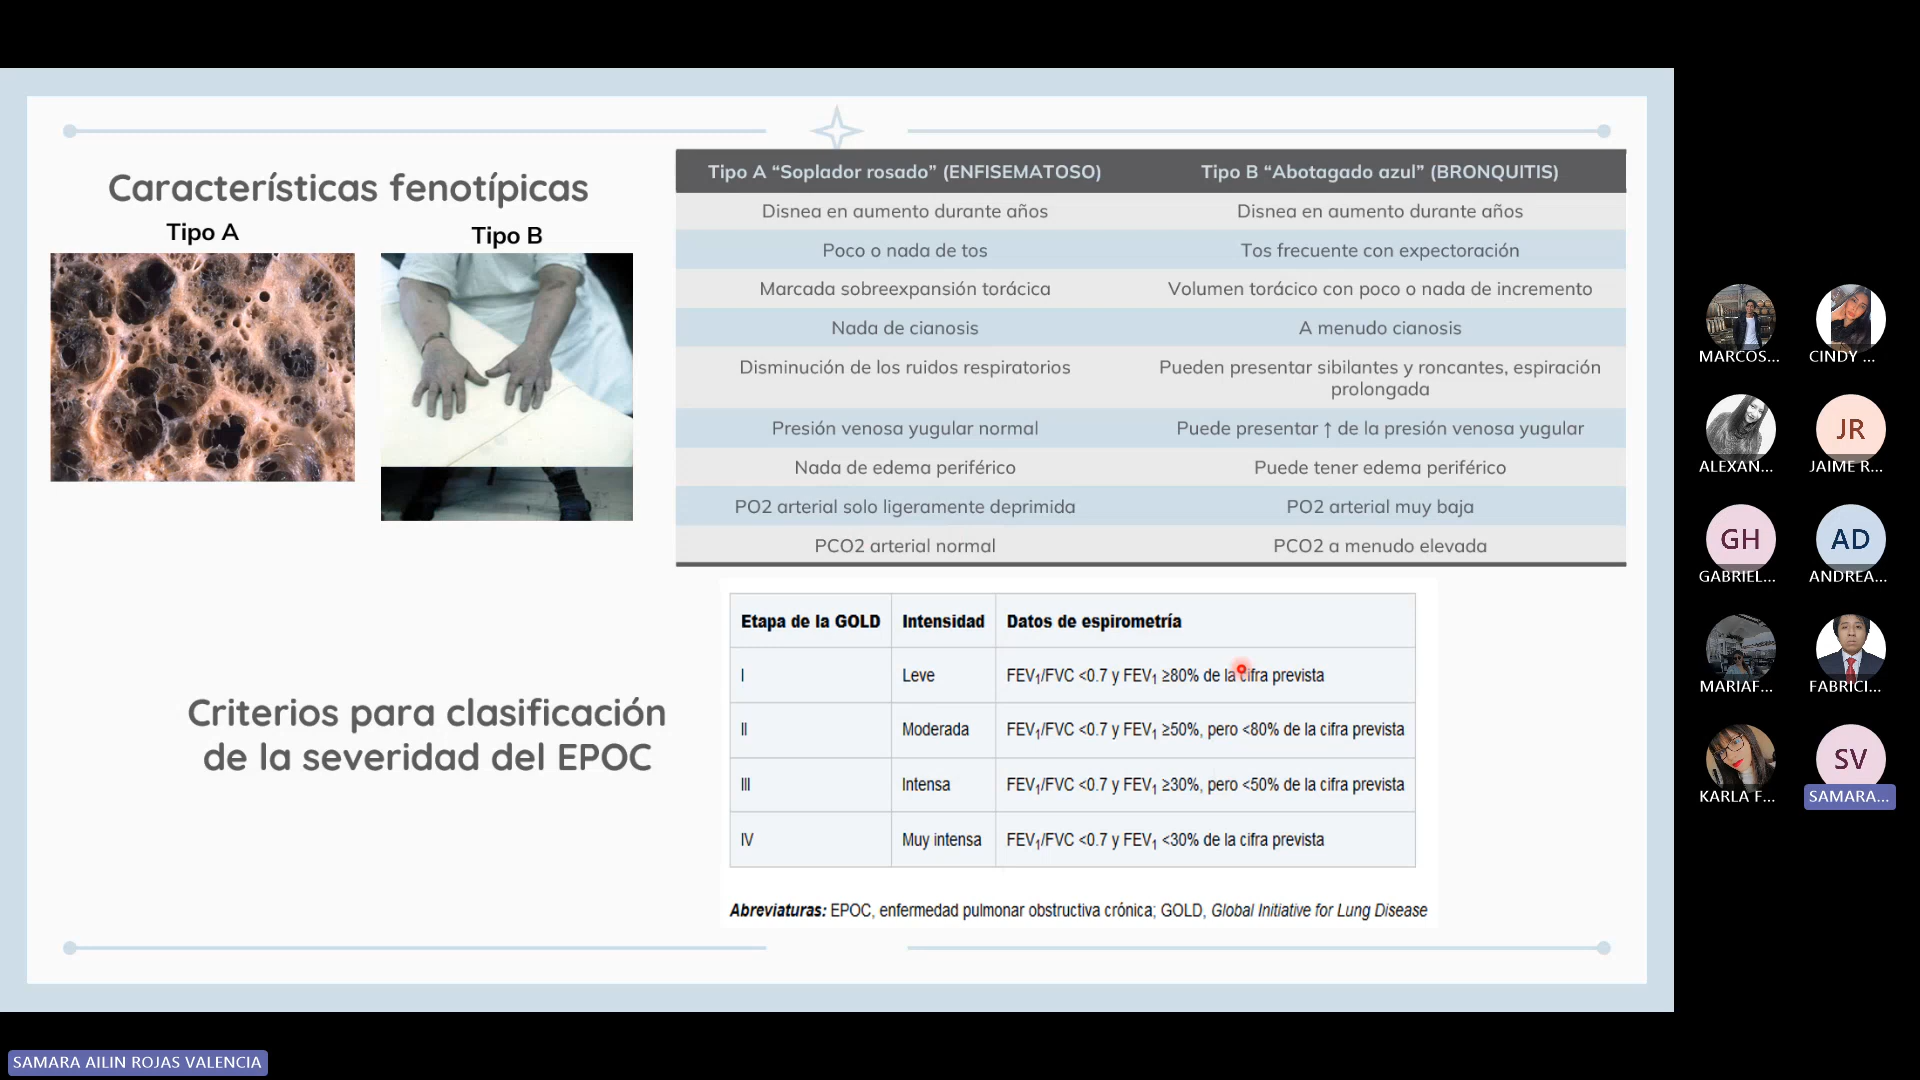 Características fenotípicas
Tipo A
Tipo B
Tipo A “Soplador rosado” (ENFISEMATOSO) Tipo B “Abotagado azul” (BRONQUITIS)
Disnea en aumento durante años Disnea en aumento durante años
Poco o nada de tos Tos frecuente con expectoración
Marcada sobreexpansión torácica Volumen torácico con poco o nada de incremento
Nada de cianosis A menudo cianosis
Disminución de los ruidos respiratorios Pueden presentar sibilantes y roncantes, espiración
prolongada
Presión venosa yugular normal Puede presentar ↑ de la presión venosa yugular
Nada de edema periférico Puede tener edema periférico
PO2 arterial solo ligeramente deprimida PO2 arterial muy baja
PCO2 arterial normal PCO2 a menudo elevada
Criterios para clasificación
de la severidad del EPOC
Etapa de la GOLD Intensidad Datos de espirometría
I Leve FEV₁/FVC <0.7 y FEV₁ ≥80% de la cifra prevista
II Moderada FEV₁/FVC <0.7 y FEV₁ ≥50%, pero <80% de la cifra prevista
III Intensa FEV₁/FVC <0.7 y FEV₁ ≥30%, pero <50% de la cifra prevista
IV Muy intensa FEV₁/FVC <0.7 y FEV₁ <30% de la cifra prevista
Abreviaturas: EPOC, enfermedad pulmonar obstructiva crónica; GOLD, Global Initiative for Lung Disease
MARCOS... CINDY ...
JR
ALEXAN... JAIME R...
GH AD
GABRIEL... ANDREA...
MARIAF... FABRICI...
SV
KARLA F... SAMARA...
SAMARA AILIN ROJAS VALENCIA